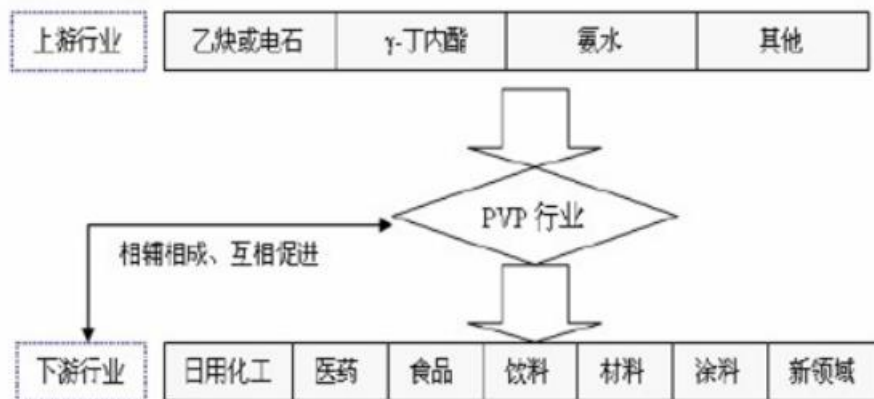 上游行业 乙炔或电石 γ-丁内酯 氨水 其他
PVP 行业
相辅相成、互相促进
下游行业 日用化工 医药 食品 饮料 材料 涂料 新领域